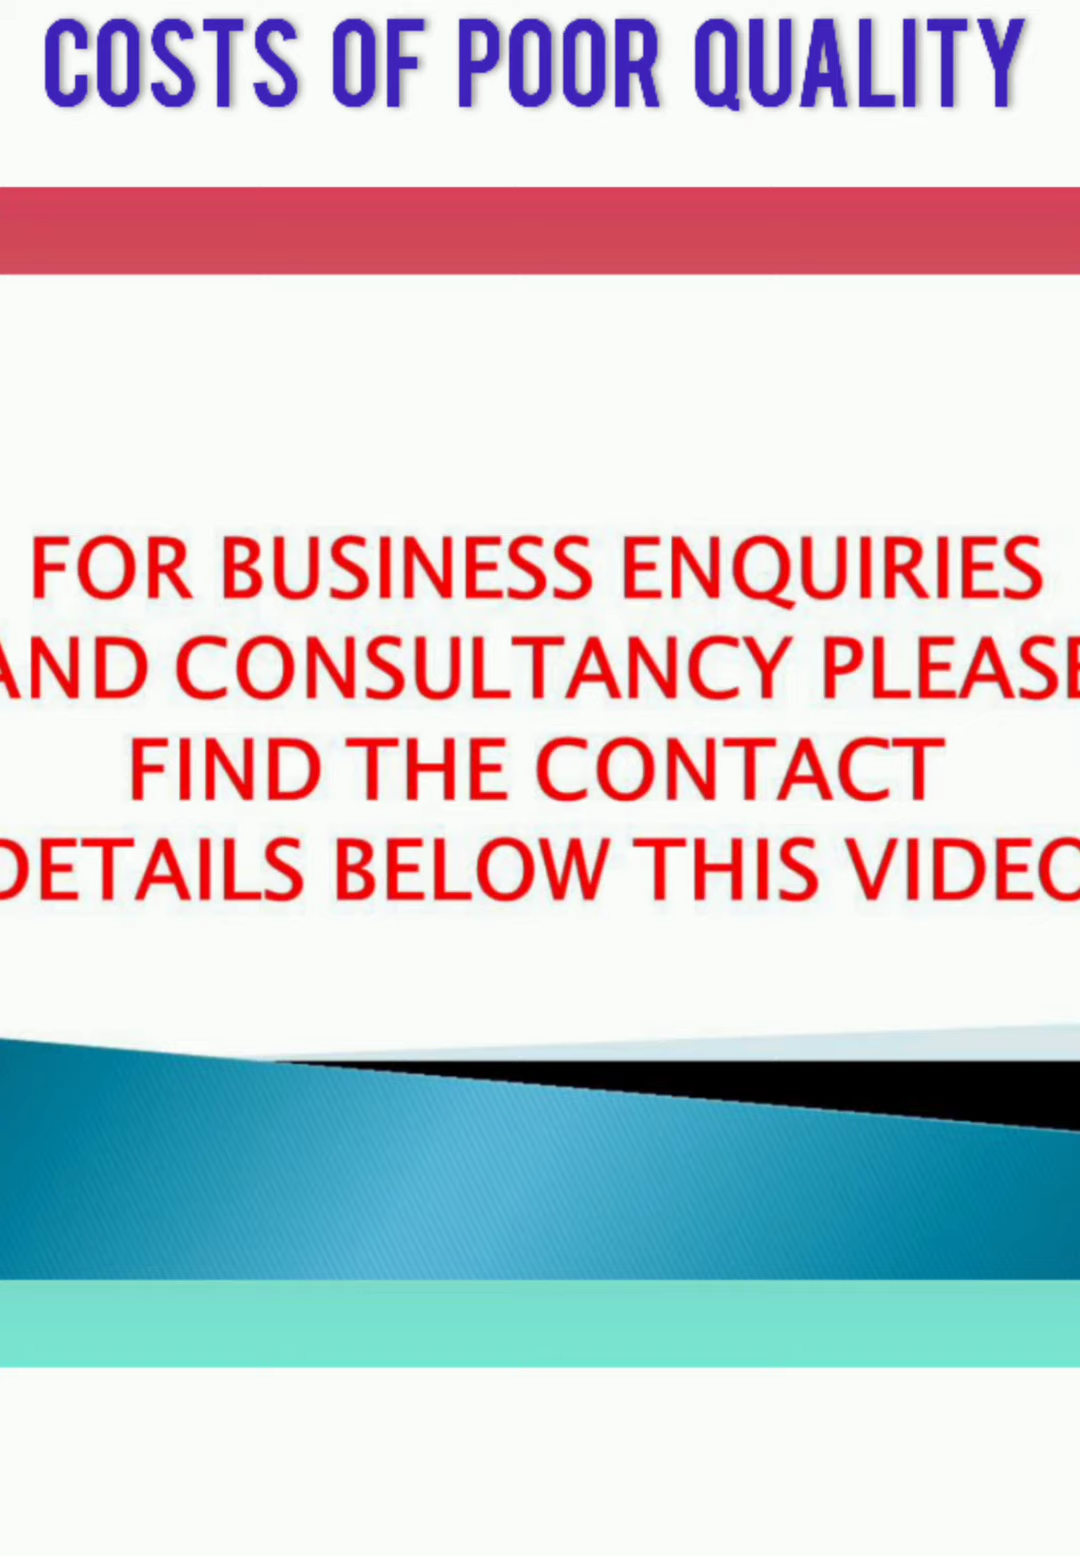 COSTS OF POOR QUALITY
FOR BUSINESS ENQUIRIES
AND CONSULTANCY PLEASE
FIND THE CONTACT
DETAILS BELOW THIS VIDEO